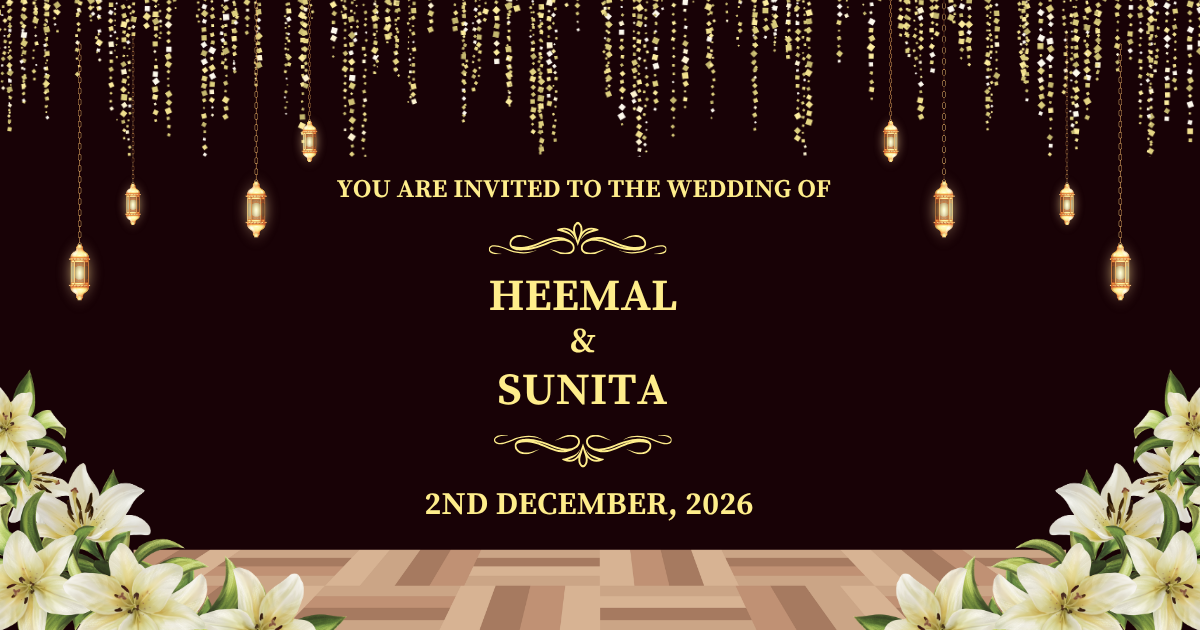 YOU ARE INVITED TO THE WEDDING OF
HEEMAL
&
SUNITA
2ND DECEMBER, 2026